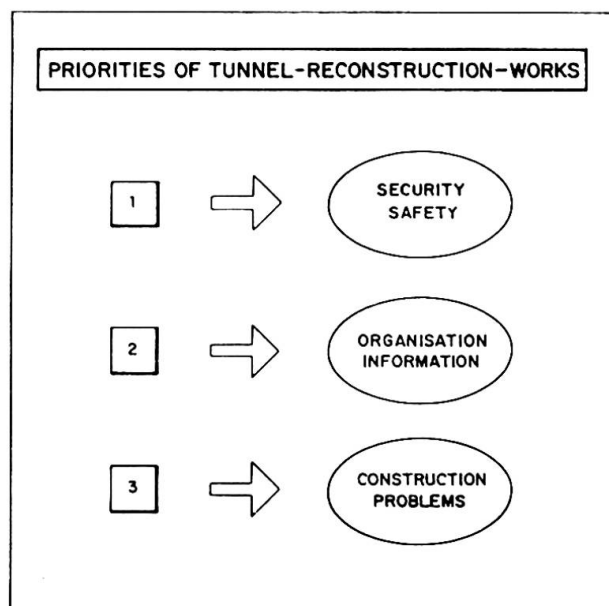 PRIORITIES OF TUNNEL-RECONSTRUCTION-WORKS
1
SECURITY
SAFETY
2
ORGANISATION
INFORMATION
3
CONSTRUCTION
PROBLEMS